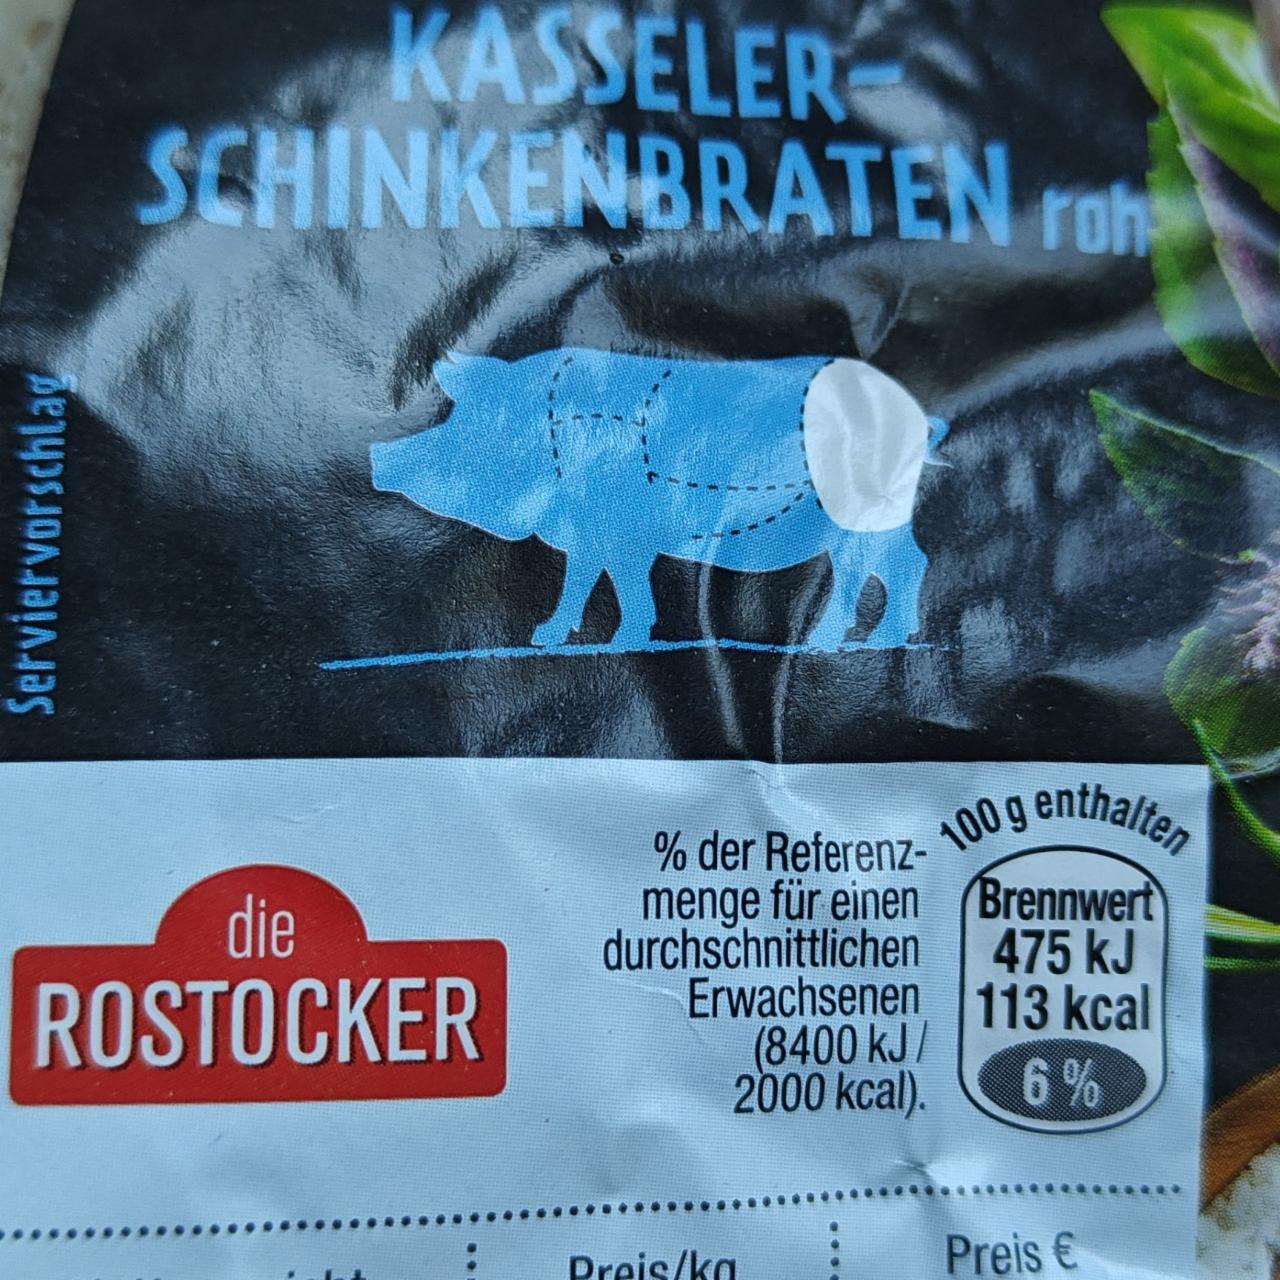 KASSELER-
SCHINKENBRATEN roh
Serviervorschlag
die
ROSTOCKER
% der Referenz-
menge für einen
durchschnittlichen
Erwachsenen
(8400 kJ /
2000 kcal).
100 g enthalten
Brennwert
475 kJ
113 kcal
6 %
Preis/kg
Preis €